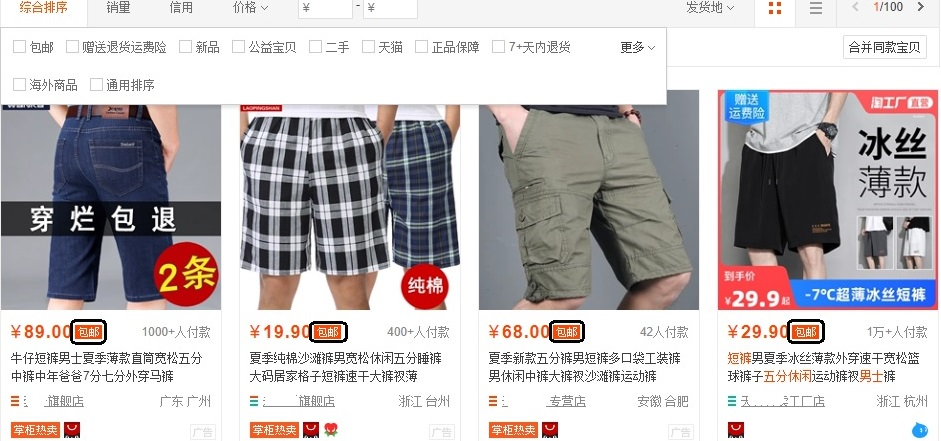 综合排序 销量 信用 价格 ¥ - ¥ 发货地 1/100
包邮 赠送退货运费险 新品 公益宝贝 二手 天猫 正品保障 7+天内退货 更多 合并同款宝贝
海外商品 通用排序
LAOPINGSHAN
赠送
运费险
淘工厂 直营
冰丝
薄款
穿烂包退
2条
纯棉
到手价
¥29.9起
-7℃超薄冰丝短裤
¥89.00 包邮 1000+人付款
牛仔短裤男士夏季薄款直筒宽松五分
中裤中年爸爸7分七分外穿马裤
旗舰店 广东 广州
掌柜热卖 广告
¥19.90 包邮 400+人付款
夏季纯棉沙滩裤男宽松休闲五分睡裤
大码居家格子短裤速干大裤衩薄
旗舰店 浙江 台州
掌柜热卖 广告
¥68.00 包邮 42人付款
夏季新款五分裤男短裤多口袋工装裤
男休闲中裤大裤衩沙滩裤运动裤
专营店 安徽 合肥
掌柜热卖 广告
¥29.90 包邮 1万+人付款
短裤男夏季冰丝薄款外穿速干宽松篮
球裤子五分休闲运动裤衩男士裤
工厂店 浙江 杭州